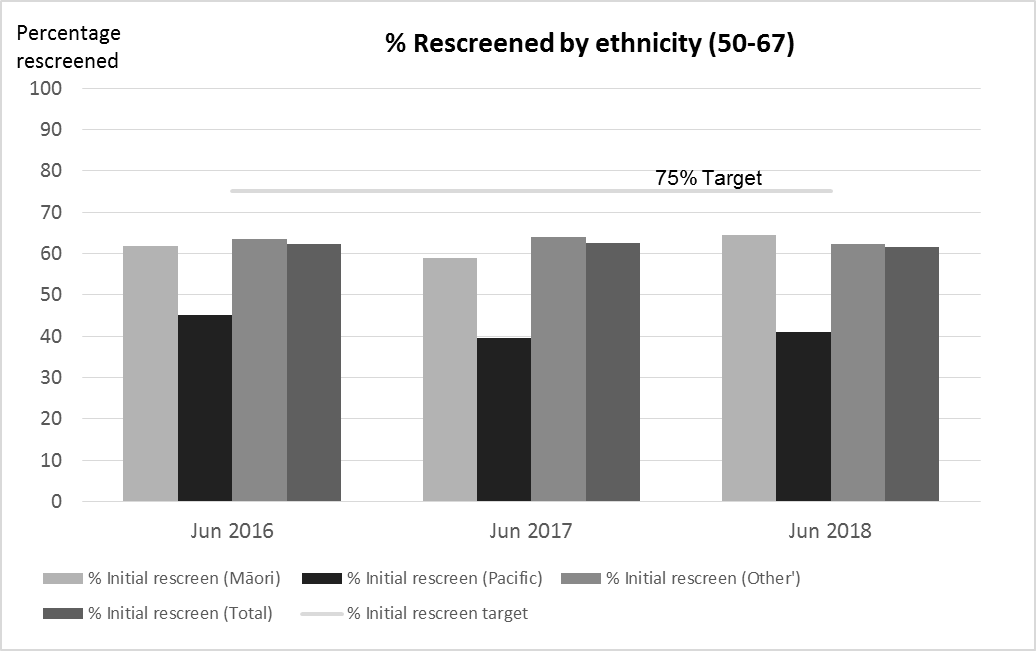 Percentage
rescreened
% Rescreened by ethnicity (50-67)
100
90
80
70
60
50
40
30
20
10
0
75% Target
Jun 2016
Jun 2017
Jun 2018
% Initial rescreen (Māori)
% Initial rescreen (Pacific)
% Initial rescreen (Other')
% Initial rescreen (Total)
% Initial rescreen target